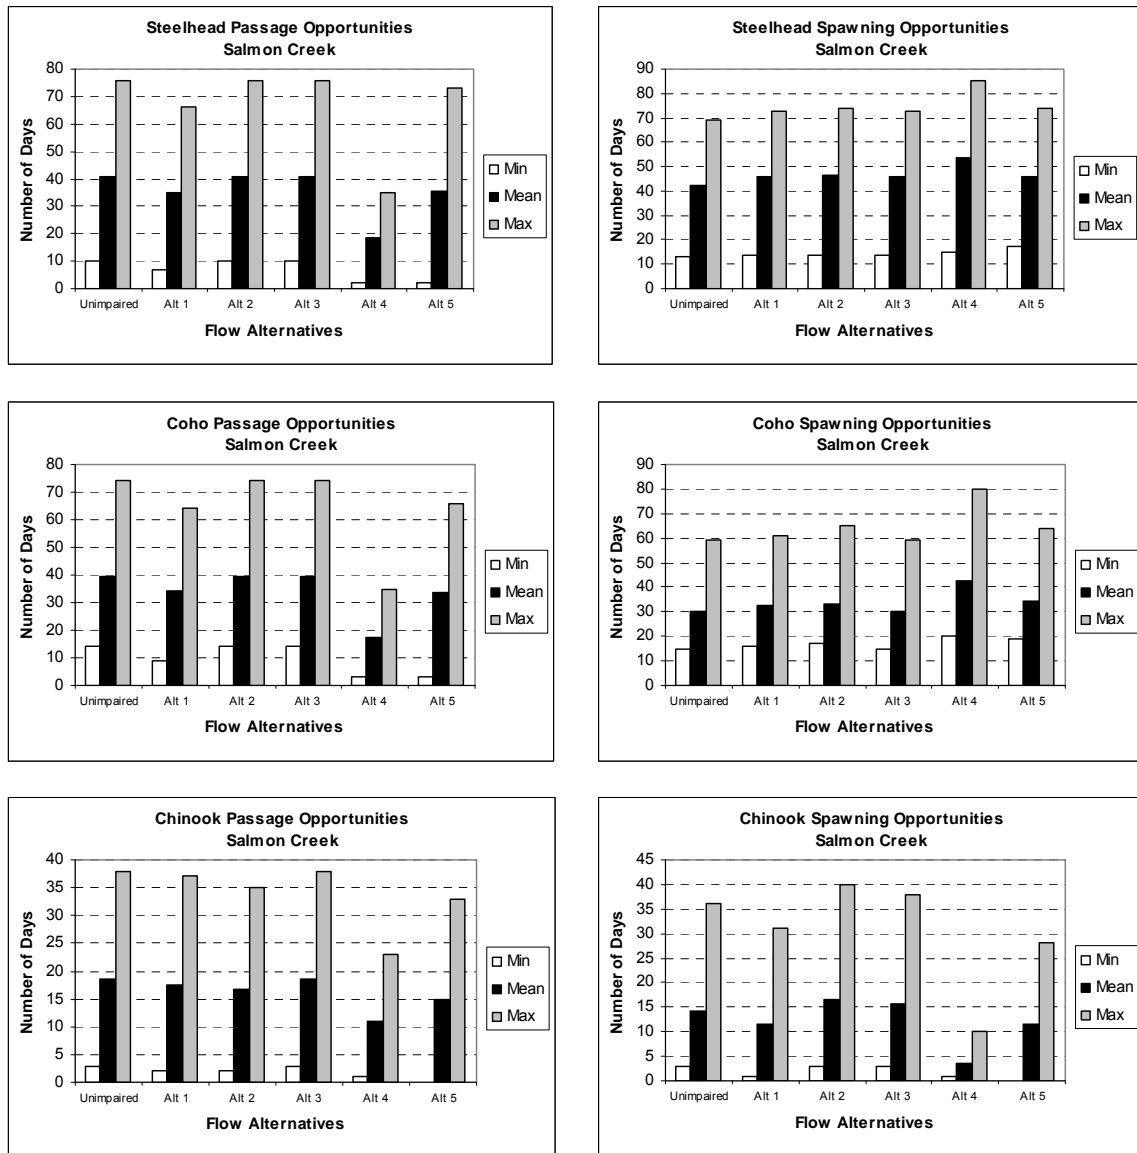 Steelhead Passage Opportunities
Salmon Creek
80
70
60
50
40
30
20
10
0
Number of Days
Unimpaired Alt 1 Alt 2 Alt 3 Alt 4 Alt 5
Flow Alternatives
Min
Mean
Max
Steelhead Spawning Opportunities
Salmon Creek
90
80
70
60
50
40
30
20
10
0
Number of Days
Unimpaired Alt 1 Alt 2 Alt 3 Alt 4 Alt 5
Flow Alternatives
Min
Mean
Max
Coho Passage Opportunities
Salmon Creek
80
70
60
50
40
30
20
10
0
Number of Days
Unimpaired Alt 1 Alt 2 Alt 3 Alt 4 Alt 5
Flow Alternatives
Min
Mean
Max
Coho Spawning Opportunities
Salmon Creek
90
80
70
60
50
40
30
20
10
0
Number of Days
Unimpaired Alt 1 Alt 2 Alt 3 Alt 4 Alt 5
Flow Alternatives
Min
Mean
Max
Chinook Passage Opportunities
Salmon Creek
40
35
30
25
20
15
10
5
0
Number of Days
Unimpaired Alt 1 Alt 2 Alt 3 Alt 4 Alt 5
Flow Alternatives
Min
Mean
Max
Chinook Spawning Opportunities
Salmon Creek
45
40
35
30
25
20
15
10
5
0
Number of Days
Unimpaired Alt 1 Alt 2 Alt 3 Alt 4 Alt 5
Flow Alternatives
Min
Mean
Max